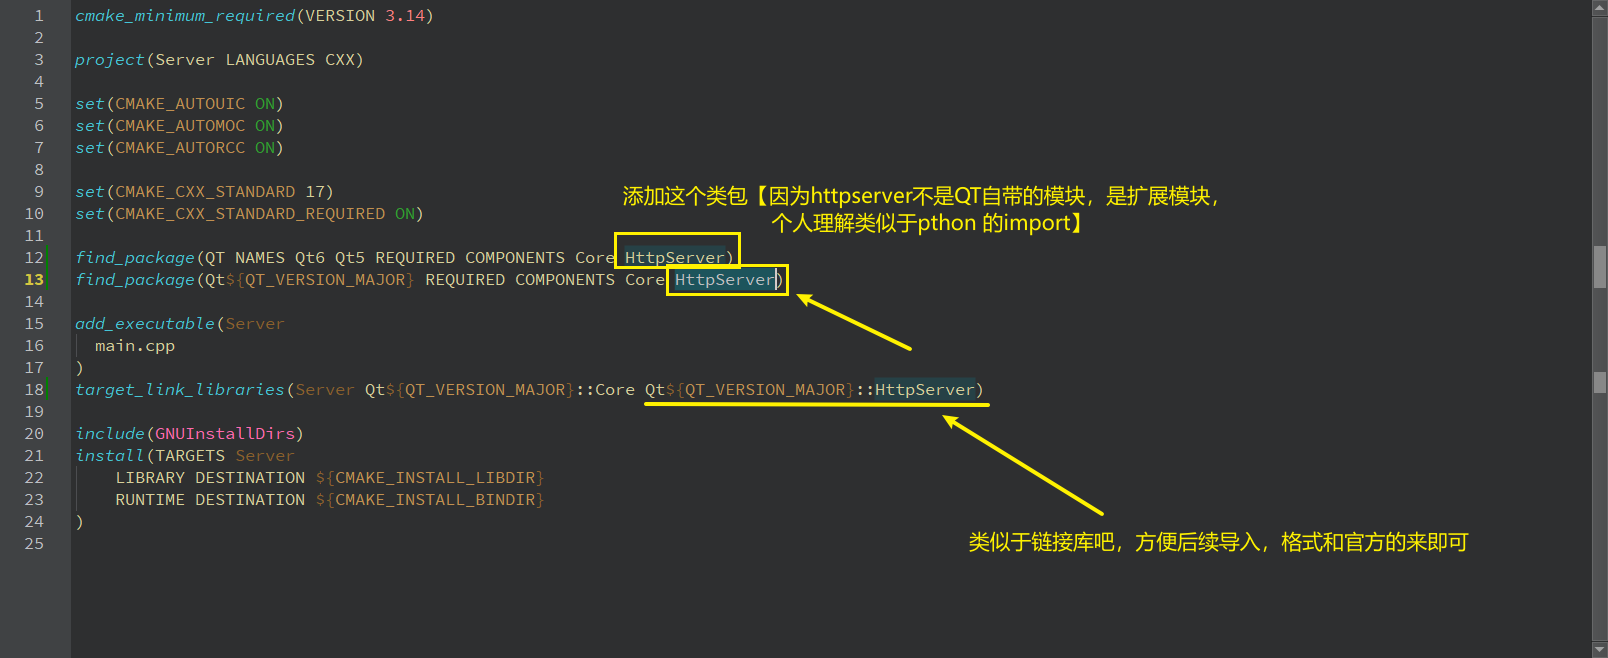 1 cmake_minimum_required(VERSION 3.14)
2
3 project(Server LANGUAGES CXX)
4
5 set(CMAKE_AUTOUIC ON)
6 set(CMAKE_AUTOMOC ON)
7 set(CMAKE_AUTORCC ON)
8
9 set(CMAKE_CXX_STANDARD 17)
10 set(CMAKE_CXX_STANDARD_REQUIRED ON)
添加这个类包【因为httpserver不是QT自带的模块，是扩展模块，
个人理解类似于pthon 的import】
11
12 find_package(QT NAMES Qt6 Qt5 REQUIRED COMPONENTS Core HttpServer)
13 find_package(Qt${QT_VERSION_MAJOR} REQUIRED COMPONENTS Core HttpServer)
14
15 add_executable(Server
16   main.cpp
17 )
18 target_link_libraries(Server Qt${QT_VERSION_MAJOR}::Core Qt${QT_VERSION_MAJOR}::HttpServer)
19
20 include(GNUInstallDirs)
21 install(TARGETS Server
22     LIBRARY DESTINATION ${CMAKE_INSTALL_LIBDIR}
23     RUNTIME DESTINATION ${CMAKE_INSTALL_BINDIR}
24 )
25
类似于链接库吧，方便后续导入，格式和官方的来即可